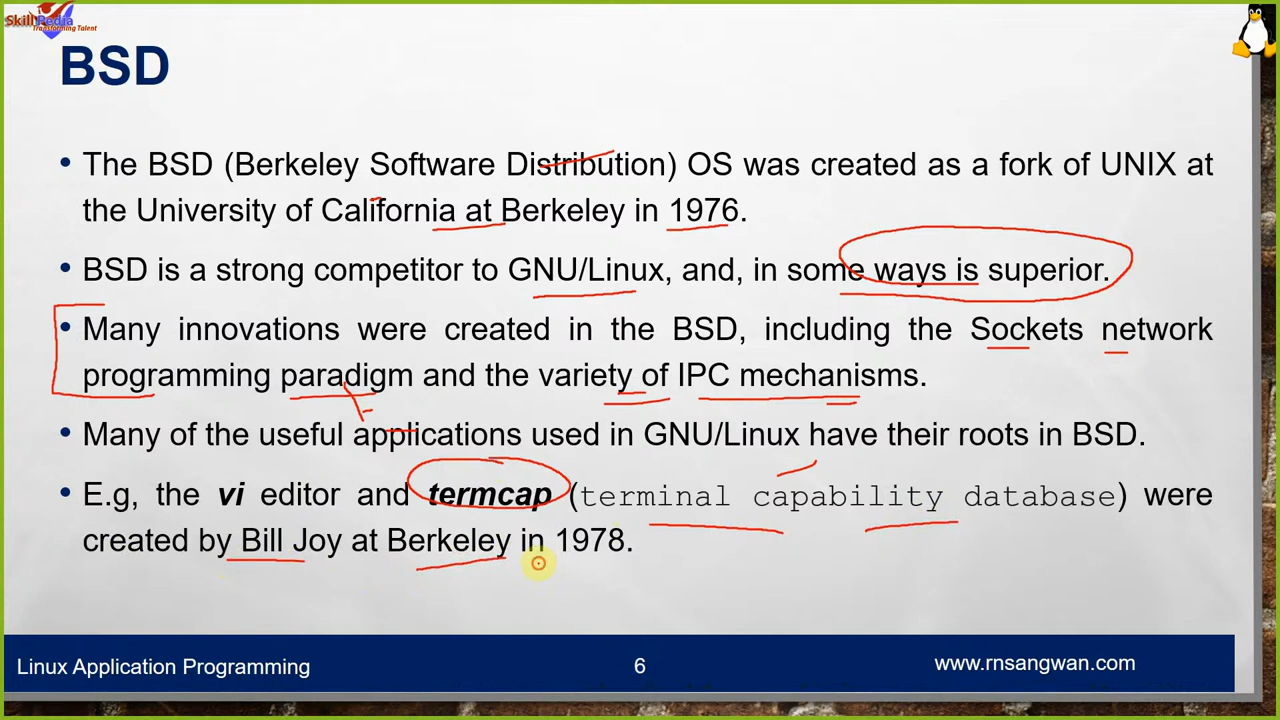 Skill Pedia
Transforming Talent
BSD
• The BSD (Berkeley Software Distribution) OS was created as a fork of UNIX at
the University of California at Berkeley in 1976.
• BSD is a strong competitor to GNU/Linux, and, in some ways is superior.
• Many innovations were created in the BSD, including the Sockets network
programming paradigm and the variety of IPC mechanisms.
• Many of the useful applications used in GNU/Linux have their roots in BSD.
• E.g, the vi editor and termcap (terminal capability database) were
created by Bill Joy at Berkeley in 1978.
Linux Application Programming
6
www.rnsangwan.com